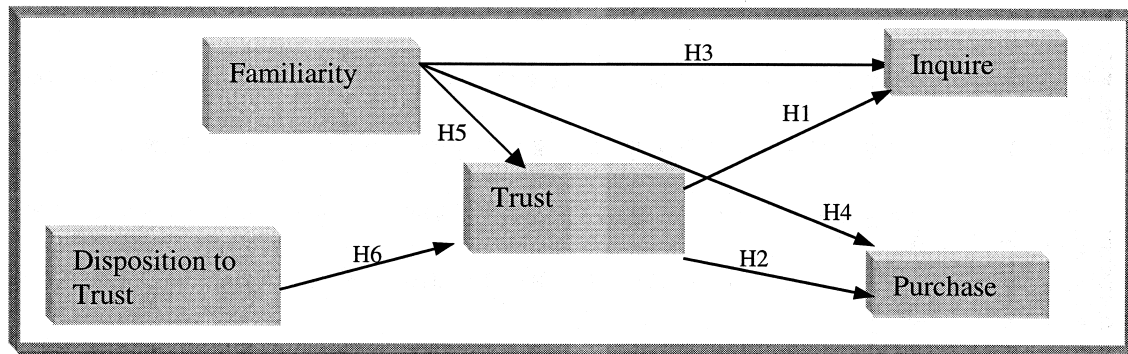 Familiarity
H3
Inquire
H1
H5
Trust
H4
Disposition to
Trust
H6
H2
Purchase